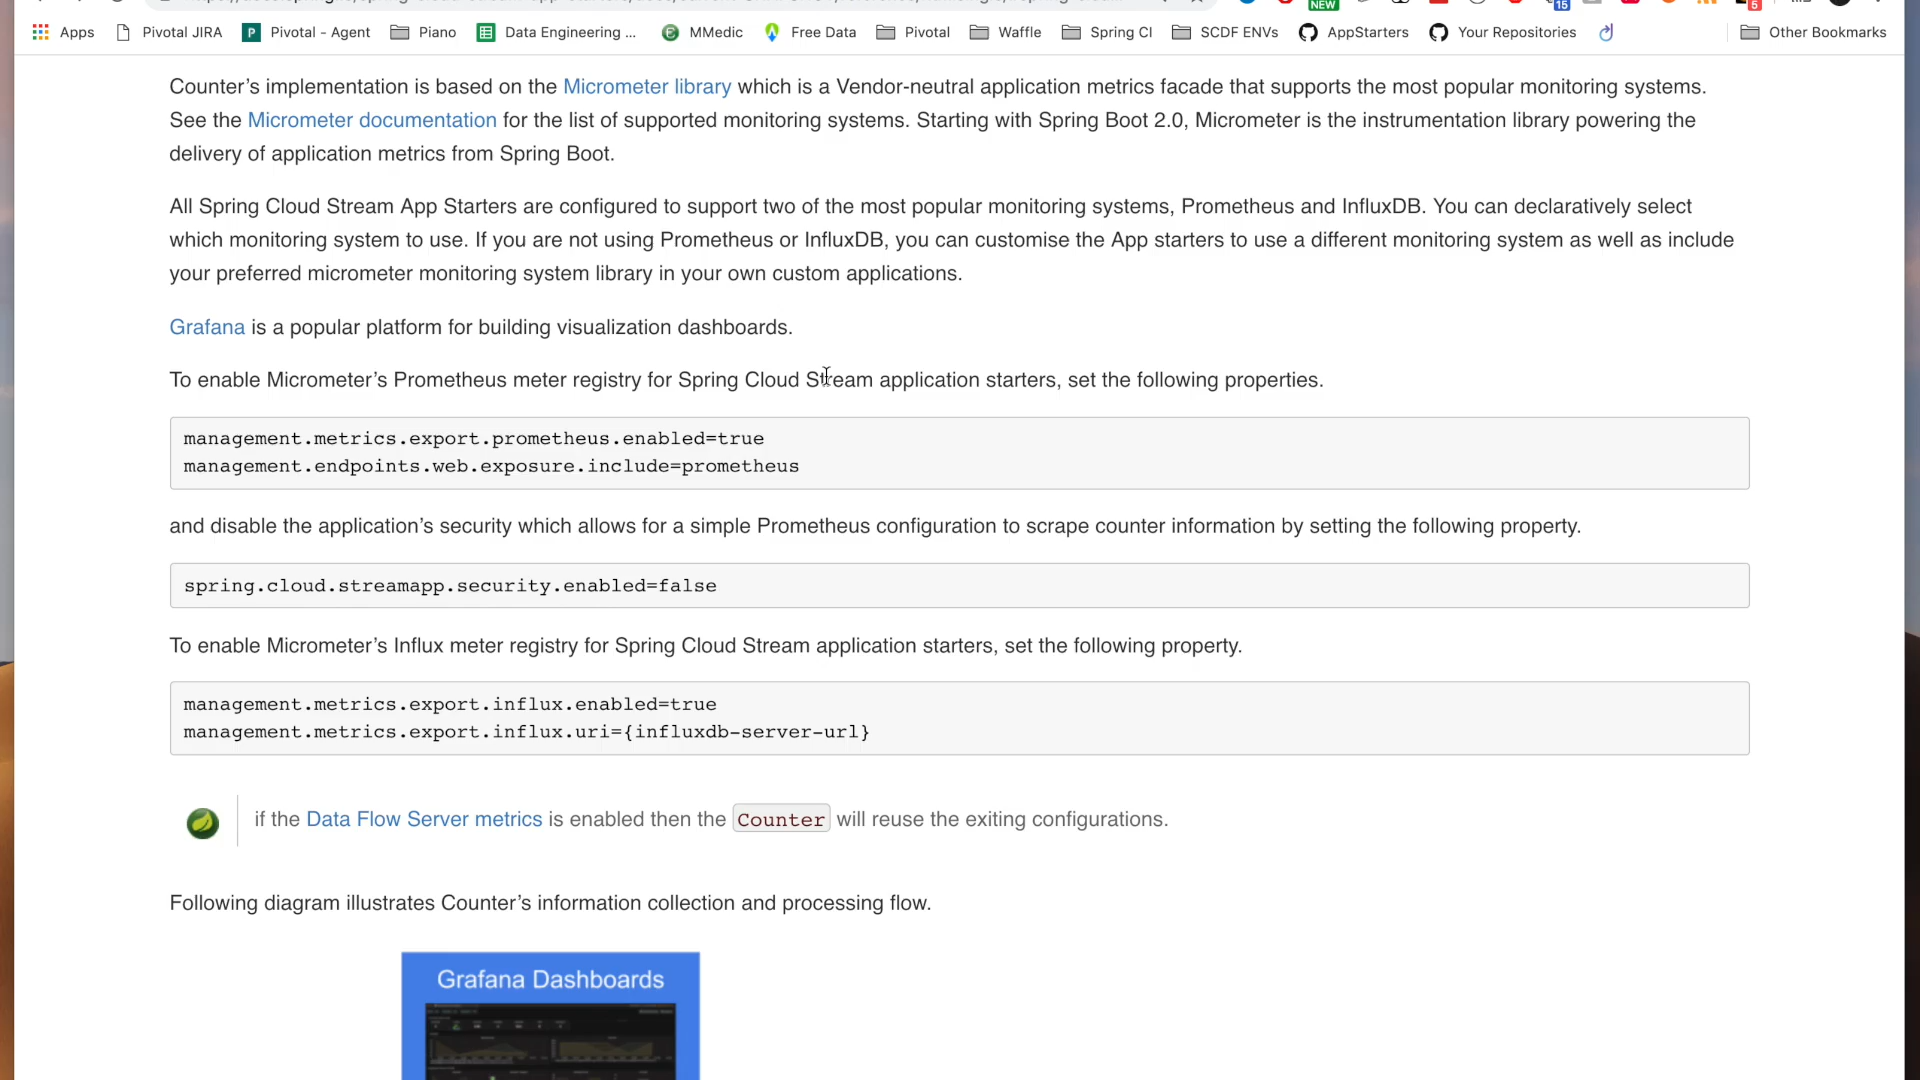 NEW
15
5
Apps
Pivotal JIRA
P
Pivotal - Agent
Piano
Data Engineering ...
MMedic
Free Data
Pivotal
Waffle
Spring CI
SCDF ENVs
AppStarters
Your Repositories
Other Bookmarks
Counter’s implementation is based on the Micrometer library which is a Vendor-neutral application metrics facade that supports the most popular monitoring systems.
See the Micrometer documentation for the list of supported monitoring systems. Starting with Spring Boot 2.0, Micrometer is the instrumentation library powering the
delivery of application metrics from Spring Boot.
All Spring Cloud Stream App Starters are configured to support two of the most popular monitoring systems, Prometheus and InfluxDB. You can declaratively select
which monitoring system to use. If you are not using Prometheus or InfluxDB, you can customise the App starters to use a different monitoring system as well as include
your preferred micrometer monitoring system library in your own custom applications.
Grafana is a popular platform for building visualization dashboards.
To enable Micrometer’s Prometheus meter registry for Spring Cloud Stream application starters, set the following properties.
management.metrics.export.prometheus.enabled=true
management.endpoints.web.exposure.include=prometheus
and disable the application’s security which allows for a simple Prometheus configuration to scrape counter information by setting the following property.
spring.cloud.streamapp.security.enabled=false
To enable Micrometer’s Influx meter registry for Spring Cloud Stream application starters, set the following property.
management.metrics.export.influx.enabled=true
management.metrics.export.influx.uri={influxdb-server-url}
if the Data Flow Server metrics is enabled then the Counter will reuse the exiting configurations.
Following diagram illustrates Counter’s information collection and processing flow.
Grafana Dashboards